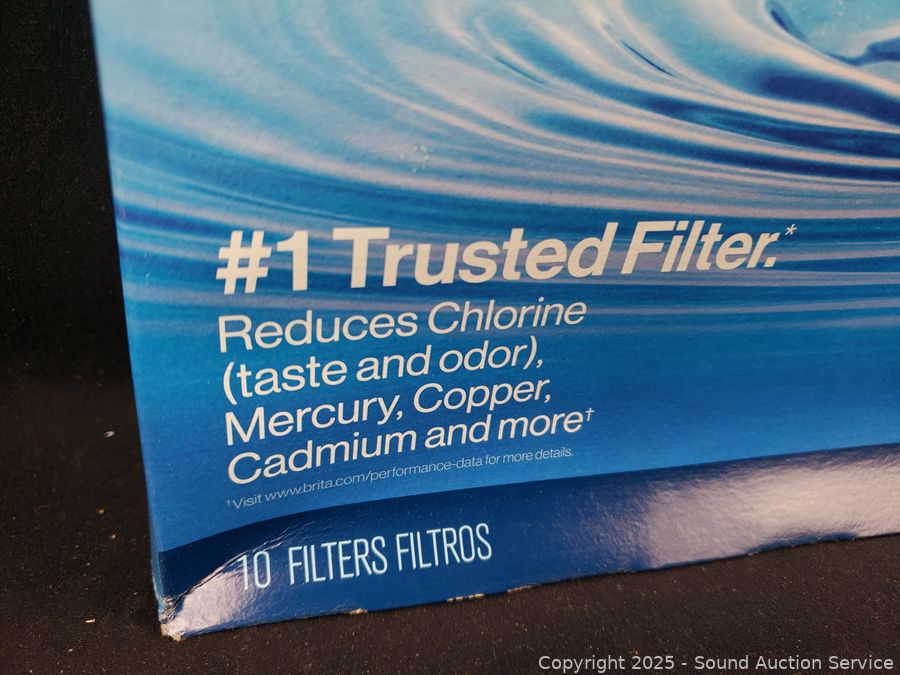 #1 Trusted Filter.*
Reduces Chlorine
(taste and odor),
Mercury, Copper,
Cadmium and more†
†Visit www.brita.com/performance-data for more details.
10 FILTERS FILTROS
Copyright 2025 - Sound Auction Service